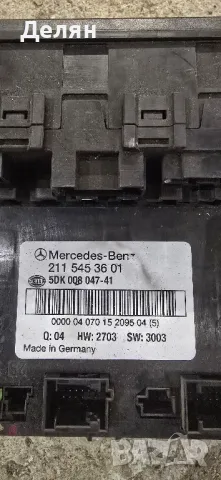 Делян
Mercedes-Benz
211 545 36 01
5DK 008 047-41
0000 04 070 15 2095 04 (5)
Q: 04 HW: 2703 SW: 3003
Made in Germany
bazar